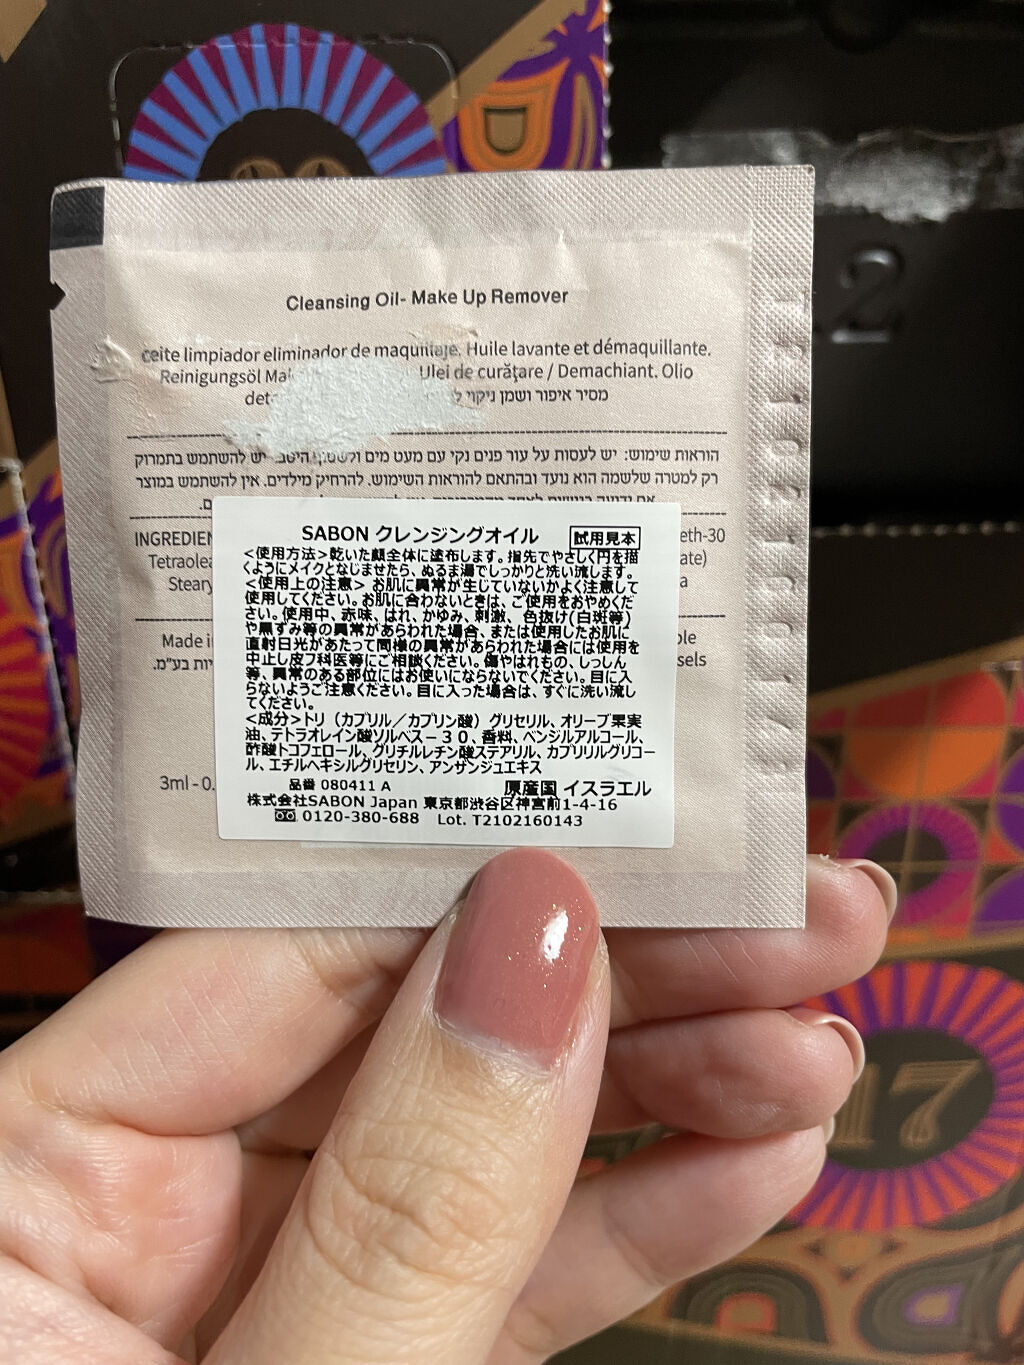 Cleansing Oil- Make Up Remover
ceite limpiador eliminador de maquillaje. Huile lavante et démaquillante.
Reinigungsöl Ulei de curăţare / Demachiant. Olio
מסיר איפור ושמן ניקוי
הוראות שימוש: יש לעסות על עור פנים נקי עם מעט מים ולשטוף היטב. יש להשתמש בתמרוק
רק למטרה שלשמה הוא נועד ובהתאם להוראות השימוש. להרחיק מילדים. אין להשתמש במוצר
INGREDIEN eth-30
Tetraolea ate)
Steary
Made
יות בע"מ. sels
3ml - 0.
SABON クレンジングオイル 試用見本
<使用方法>乾いた顔全体に塗布します。指先でやさしく円を描
くようにメイクとなじませたら、ぬるま湯でしっかりと洗い流します。
<使用上の注意> お肌に異常が生じていないかよく注意して
使用してください。お肌に合わないときは、ご使用をおやめくだ
さい。使用中、赤味、はれ、かゆみ、刺激、色抜け(白斑等)
や黒ずみ等の異常があらわれた場合、または使用したお肌に
直射日光があたって同様の異常があらわれた場合には使用を
中止し皮フ科医等にご相談ください。傷やはれもの、しっしん
等、異常のある部位にはお使いにならないでください。目に入
らないようご注意ください。目に入った場合は、すぐに洗い流し
てください。
<成分>トリ（カプリル／カプリン酸）グリセリル、オリーブ果実
油、テトラオレイン酸ソルベス－３０、香料、ベンジルアルコール、
酢酸トコフェロール、グリチルレチン酸ステアリル、カプリリルグリコー
ル、エチルヘキシルグリセリン、アンサンジュエキス
品番 080411 A 原産国 イスラエル
株式会社SABON Japan 東京都渋谷区神宮前1-4-16
0120-380-688 Lot. T2102160143
17